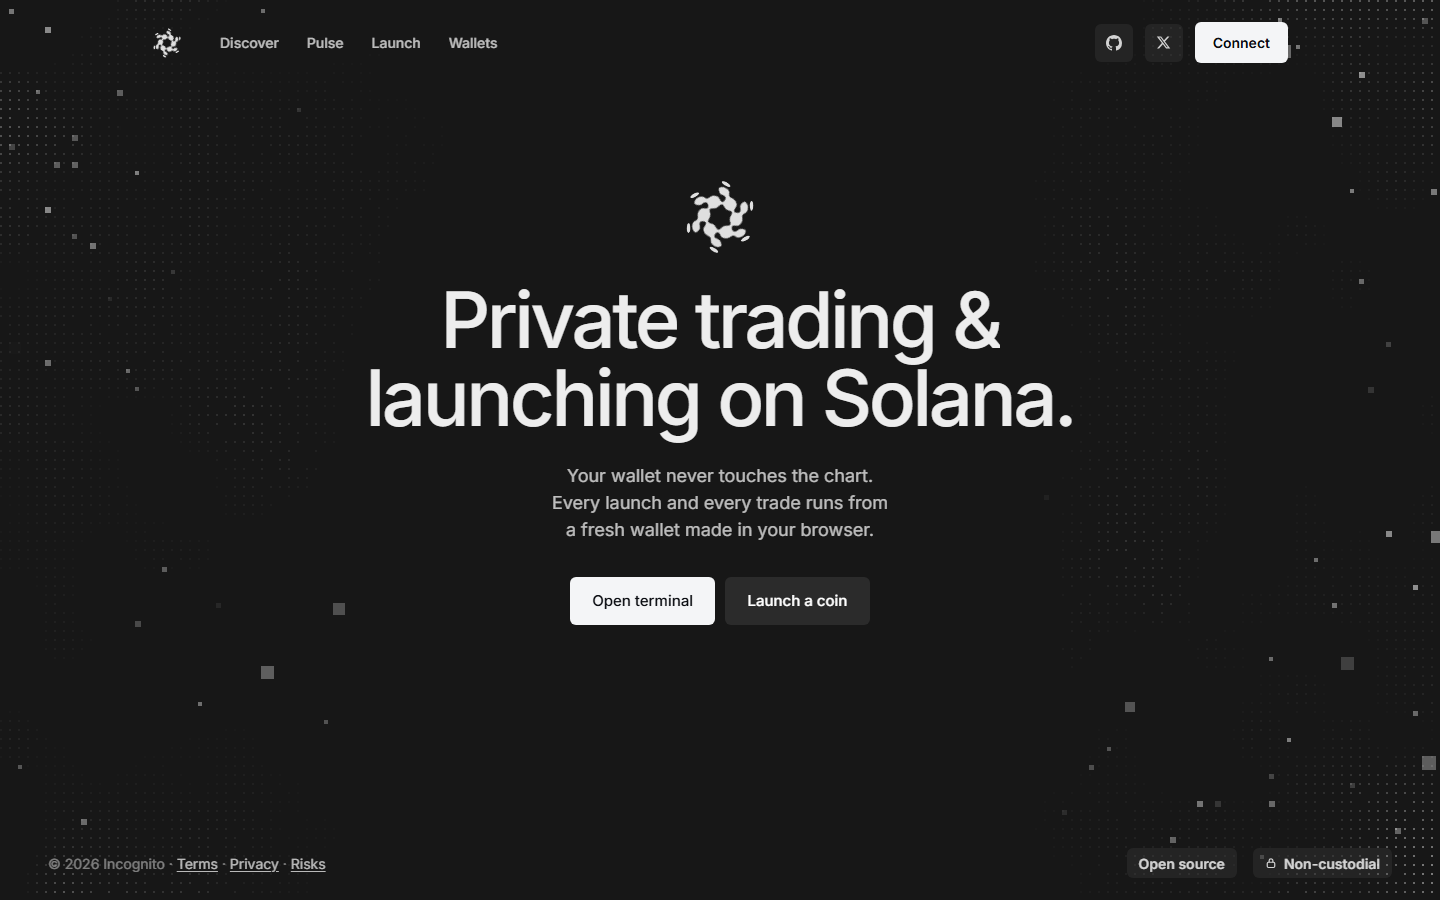 Discover
Pulse
Launch
Wallets
Connect
Private trading &
launching on Solana.
Your wallet never touches the chart.
Every launch and every trade runs from
a fresh wallet made in your browser.
Open terminal
Launch a coin
© 2026 Incognito · Terms · Privacy · Risks
Open source
Non-custodial